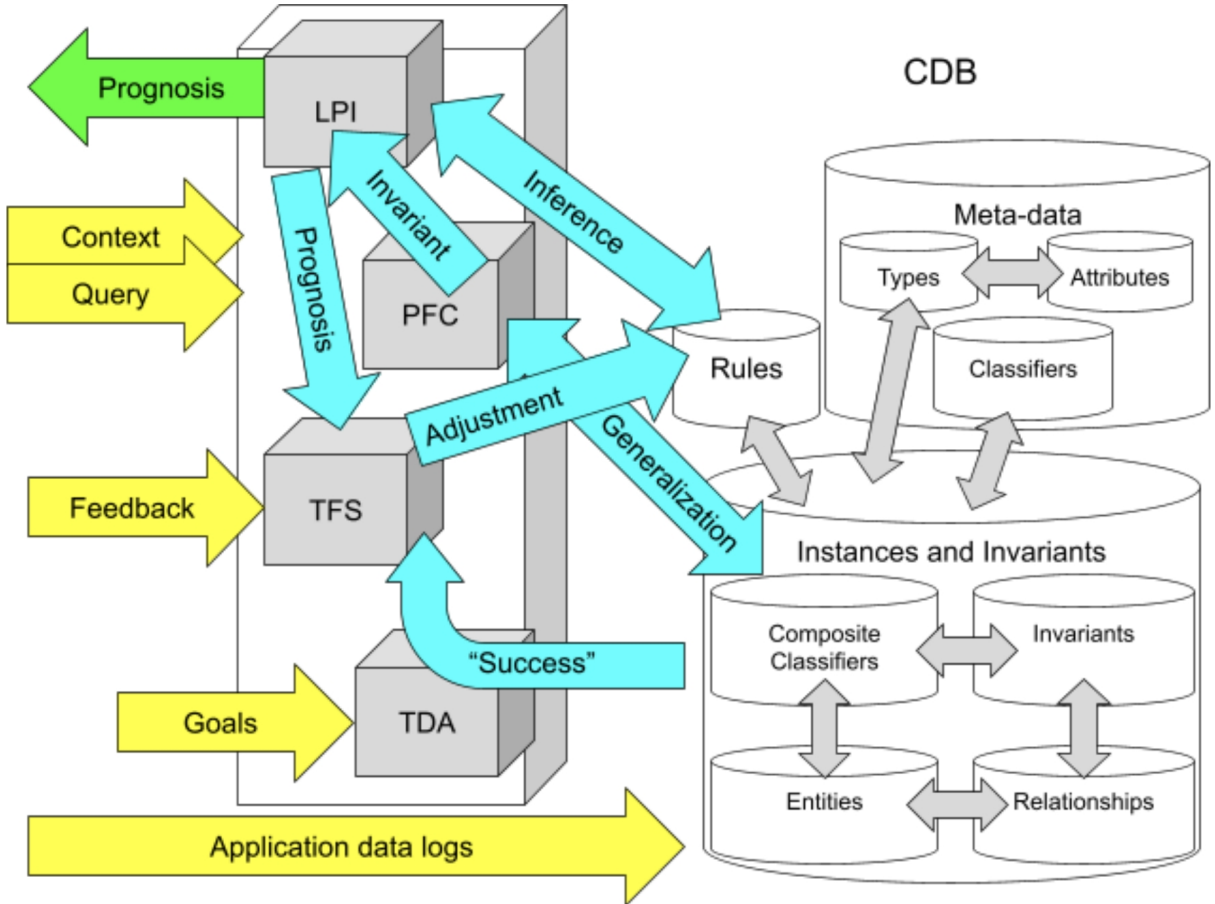 CDB
Prognosis
LPI
Context
Query
Invariant
Inference
Prognosis
PFC
Meta-data
Types
Attributes
Classifiers
Rules
Adjustment
Generalization
Feedback
TFS
Instances and Invariants
Composite
Classifiers
Invariants
“Success”
Goals
TDA
Entities
Relationships
Application data logs